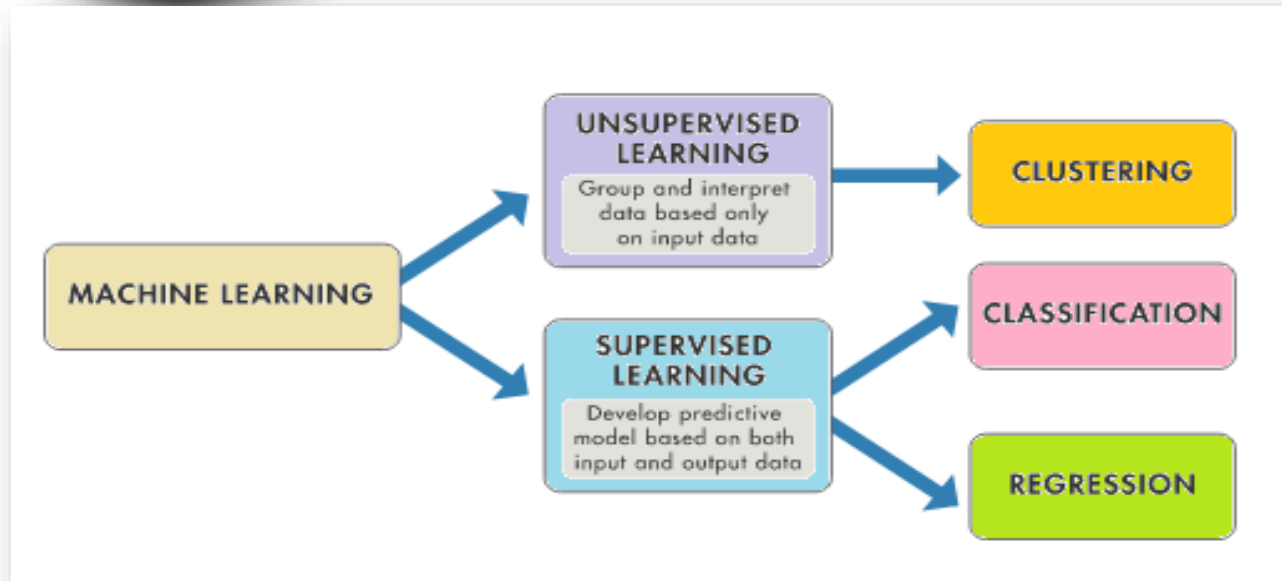 MACHINE LEARNING
UNSUPERVISED
LEARNING
Group and interpret
data based only
on input data
SUPERVISED
LEARNING
Develop predictive
model based on both
input and output data
CLUSTERING
CLASSIFICATION
REGRESSION